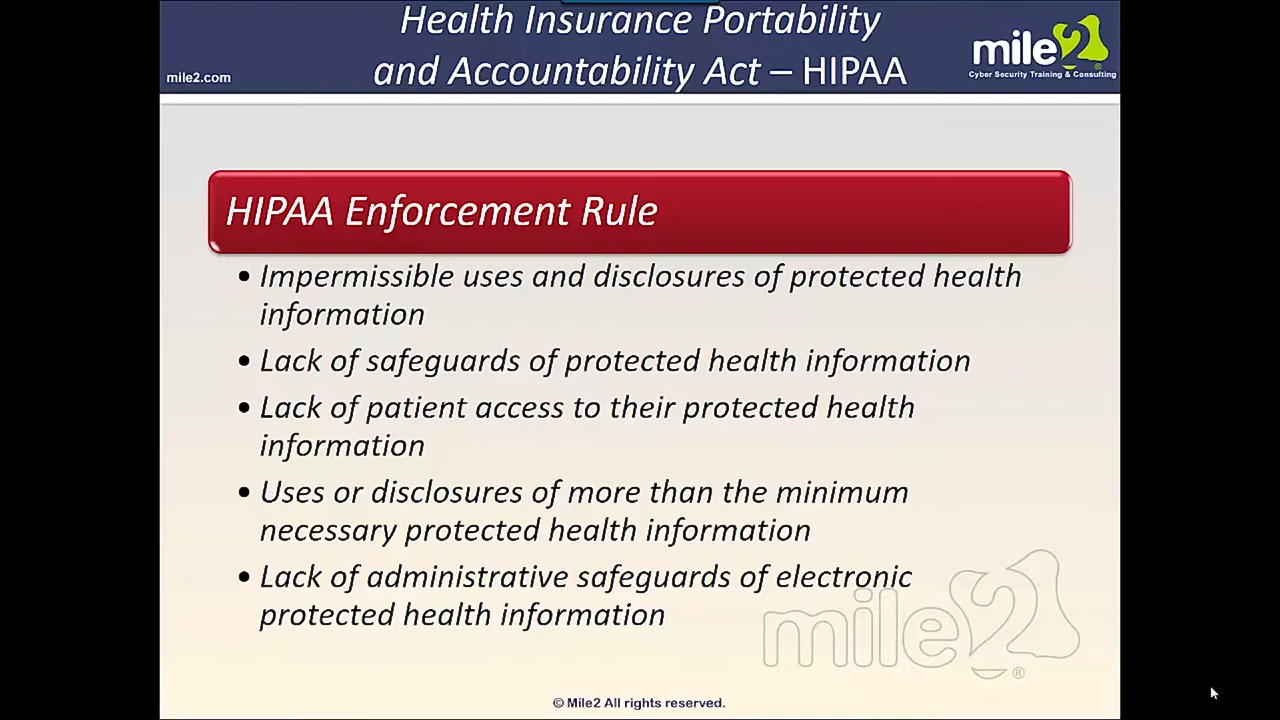 Health Insurance Portability
and Accountability Act – HIPAA
mile2.com
mile2
Cyber Security Training & Consulting
HIPAA Enforcement Rule
• Impermissible uses and disclosures of protected health
information
• Lack of safeguards of protected health information
• Lack of patient access to their protected health
information
• Uses or disclosures of more than the minimum
necessary protected health information
• Lack of administrative safeguards of electronic
protected health information
mile2®
© Mile2 All rights reserved.